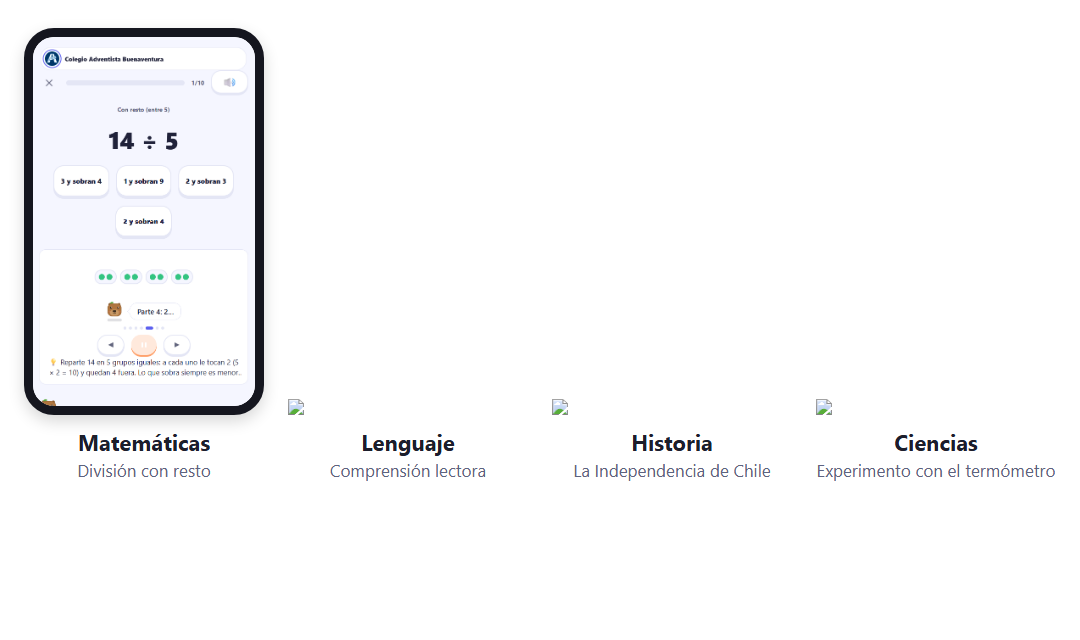 Colegio Adventista Buenaventura
1/10
Con resto (entre 5)
14 ÷ 5
3 y sobran 4
1 y sobran 9
2 y sobran 3
2 y sobran 4
Parte 4: 2...
Reparte 14 en 5 grupos iguales: a cada uno le tocan 2 (5
× 2 = 10) y quedan 4 fuera. Lo que sobra siempre es menor..
Matemáticas
División con resto
Lenguaje
Comprensión lectora
Historia
La Independencia de Chile
Ciencias
Experimento con el termómetro